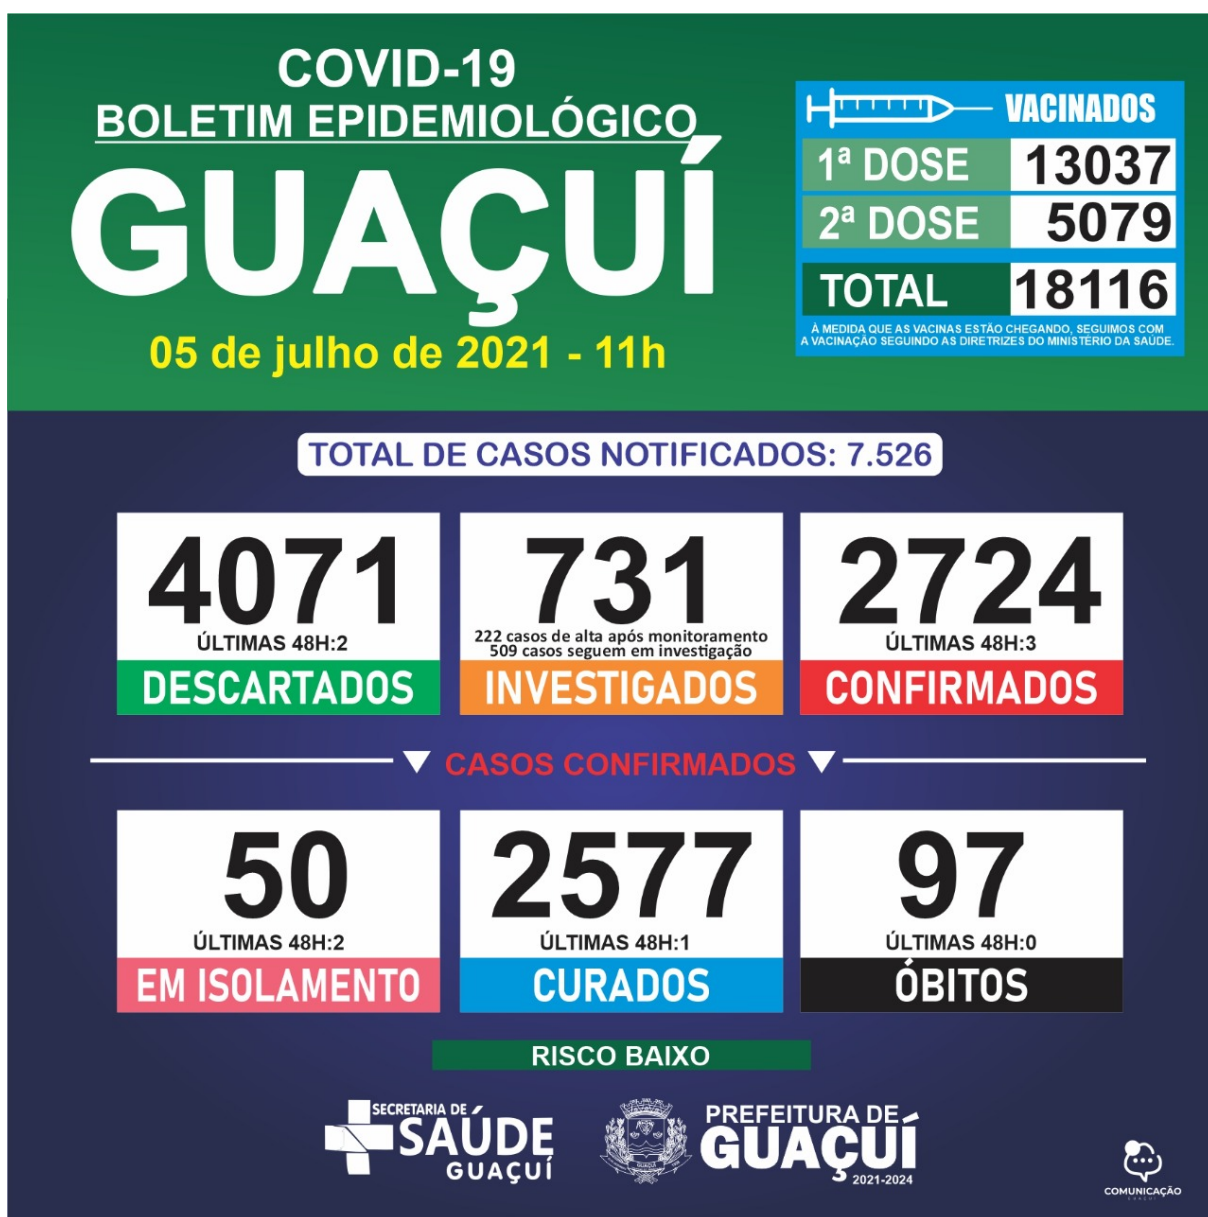 COVID-19
BOLETIM EPIDEMIOLÓGICO
GUAÇUÍ
05 de julho de 2021 - 11h
VACINADOS
1ª DOSE 13037
2ª DOSE 5079
TOTAL 18116
À MEDIDA QUE AS VACINAS ESTÃO CHEGANDO, SEGUIMOS COM
A VACINAÇÃO SEGUINDO AS DIRETRIZES DO MINISTÉRIO DA SAÚDE.
TOTAL DE CASOS NOTIFICADOS: 7.526
4071
ÚLTIMAS 48H:2
DESCARTADOS
731
222 casos de alta após monitoramento
509 casos seguem em investigação
INVESTIGADOS
2724
ÚLTIMAS 48H:3
CONFIRMADOS
CASOS CONFIRMADOS
50
ÚLTIMAS 48H:2
EM ISOLAMENTO
2577
ÚLTIMAS 48H:1
CURADOS
97
ÚLTIMAS 48H:0
ÓBITOS
RISCO BAIXO
SECRETARIA DE
SAÚDE
GUAÇUÍ
PREFEITURA DE
GUAÇUÍ
2021-2024
COMUNICAÇÃO